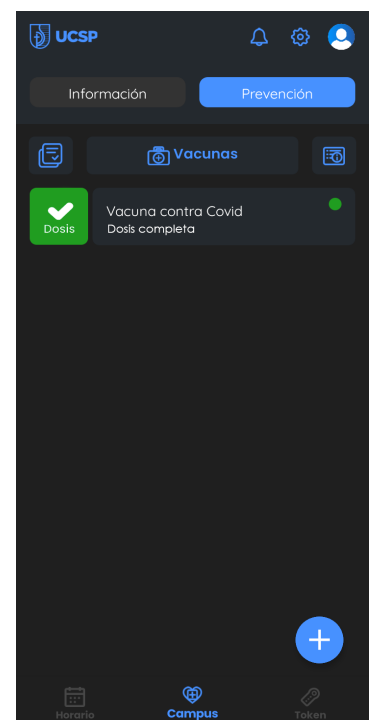 UCSP
Información
Prevención
Vacunas
Dosis
Vacuna contra Covid
Dosis completa
Horario
Campus
Token